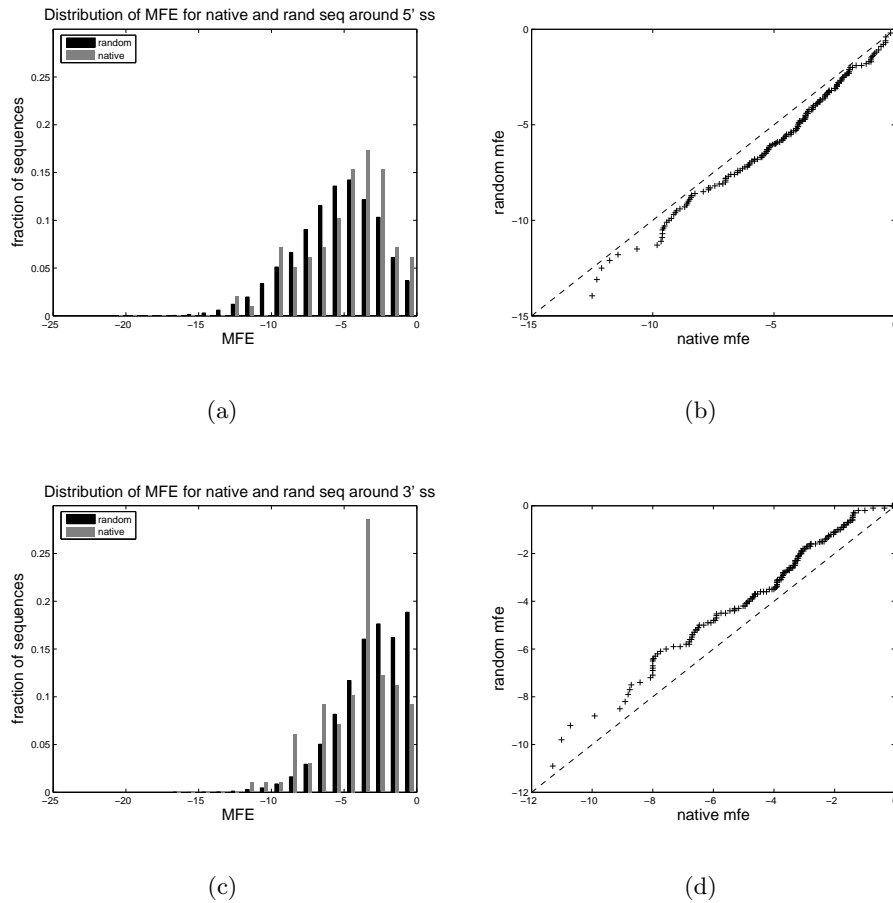 Distribution of MFE for native and rand seq around 5' ss
random
native
fraction of sequences
0.25
0.2
0.15
0.1
0.05
0
−25
−20
−15
−10
−5
0
MFE
(a)
random mfe
0
−5
−10
−15
−15
−10
−5
0
native mfe
(b)
Distribution of MFE for native and rand seq around 3' ss
random
native
fraction of sequences
0.25
0.2
0.15
0.1
0.05
0
−25
−20
−15
−10
−5
0
MFE
(c)
random mfe
0
−2
−4
−6
−8
−10
−12
−12
−10
−8
−6
−4
−2
0
native mfe
(d)